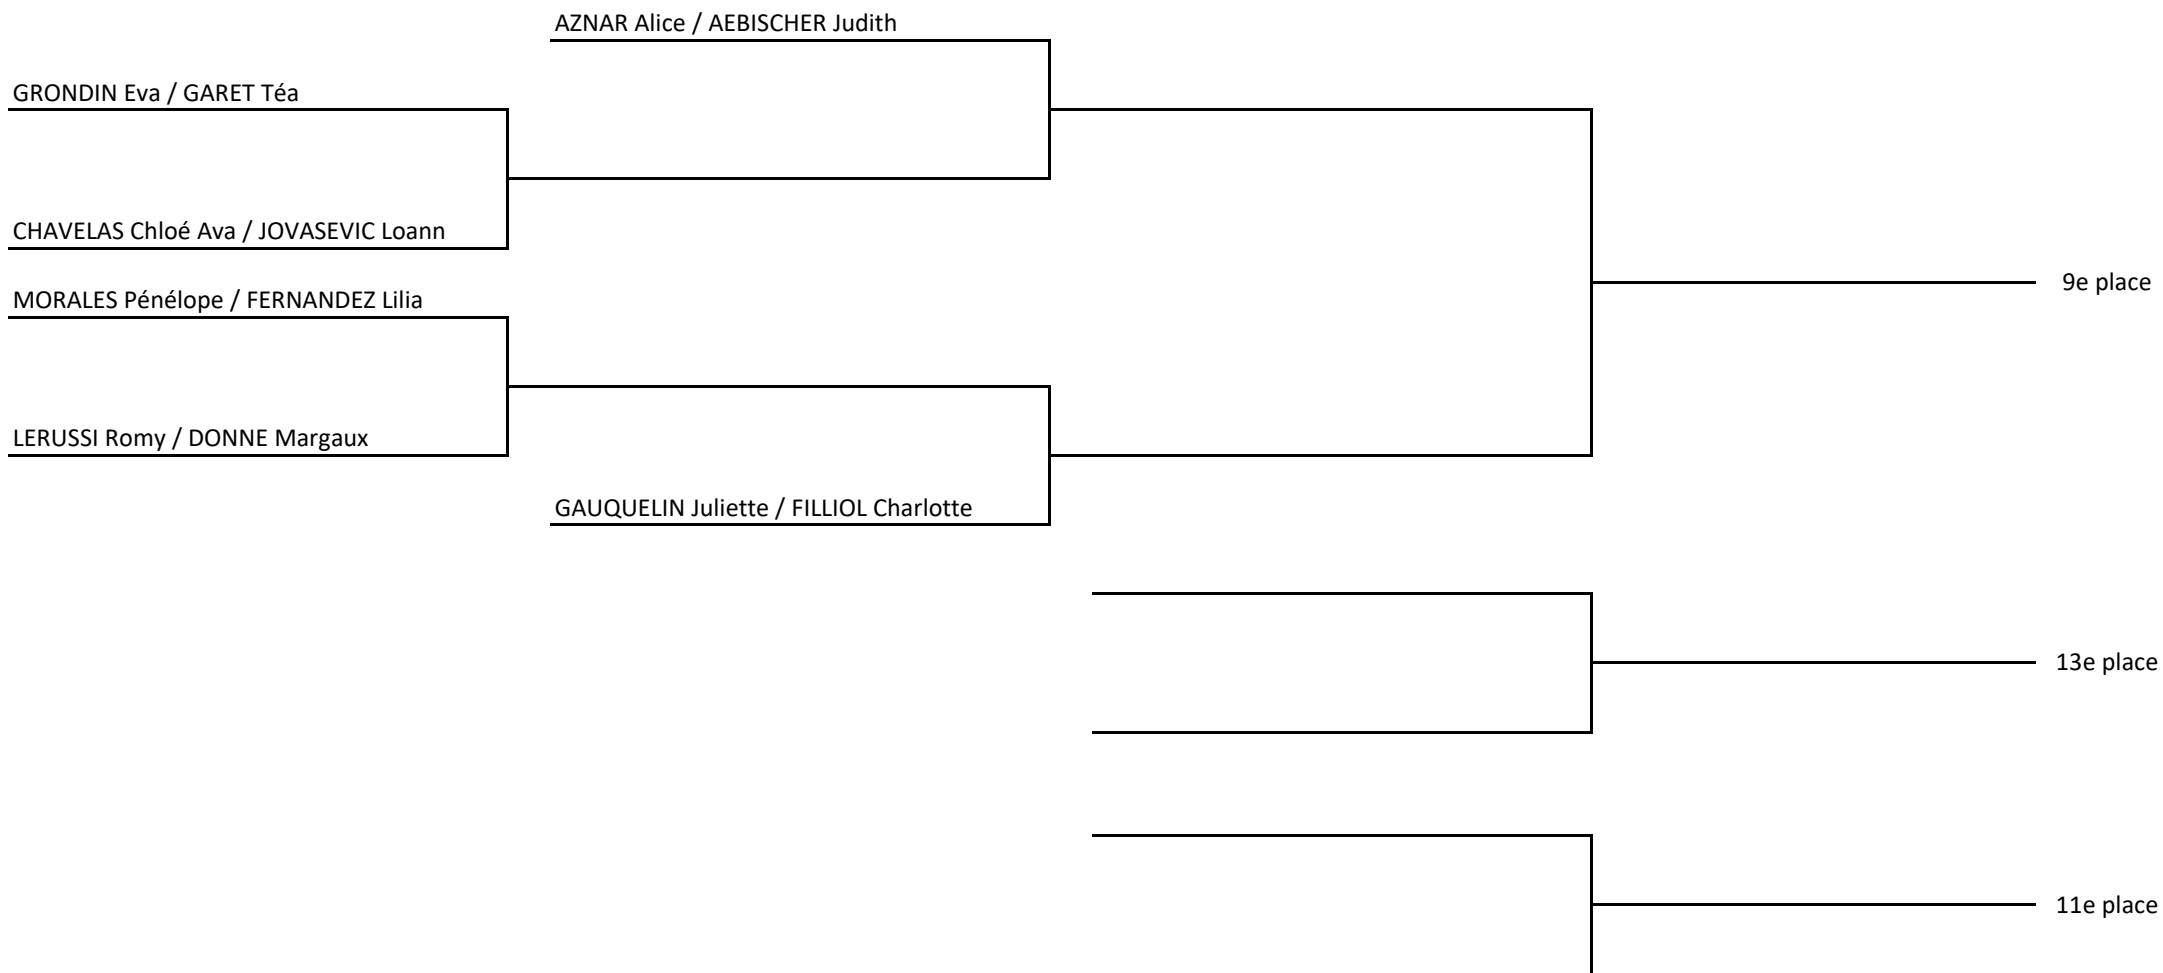 AZNAR Alice / AEBISCHER Judith
GRONDIN Eva / GARET Téa
CHAVELAS Chloé Ava / JOVASEVIC Loann
MORALES Pénélope / FERNANDEZ Lilia
9e place
LERUSSI Romy / DONNE Margaux
GAUQUELIN Juliette / FILLIOL Charlotte
13e place
11e place